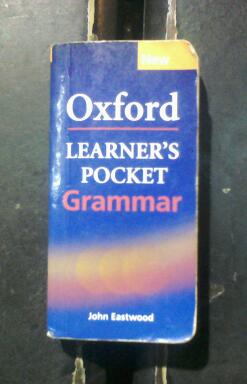 New
Oxford
LEARNER'S
POCKET
Grammar
John Eastwood